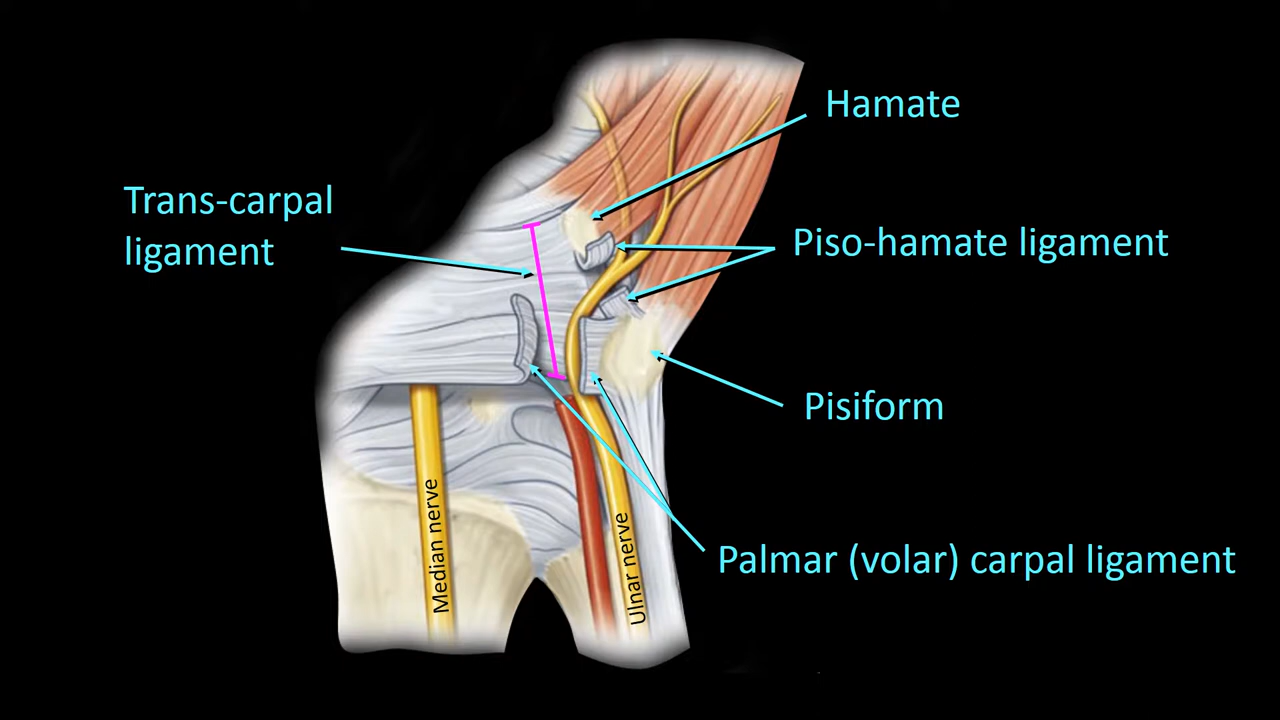 Hamate
Trans-carpal
ligament
Piso-hamate ligament
Pisiform
Median nerve
Ulnar nerve
Palmar (volar) carpal ligament